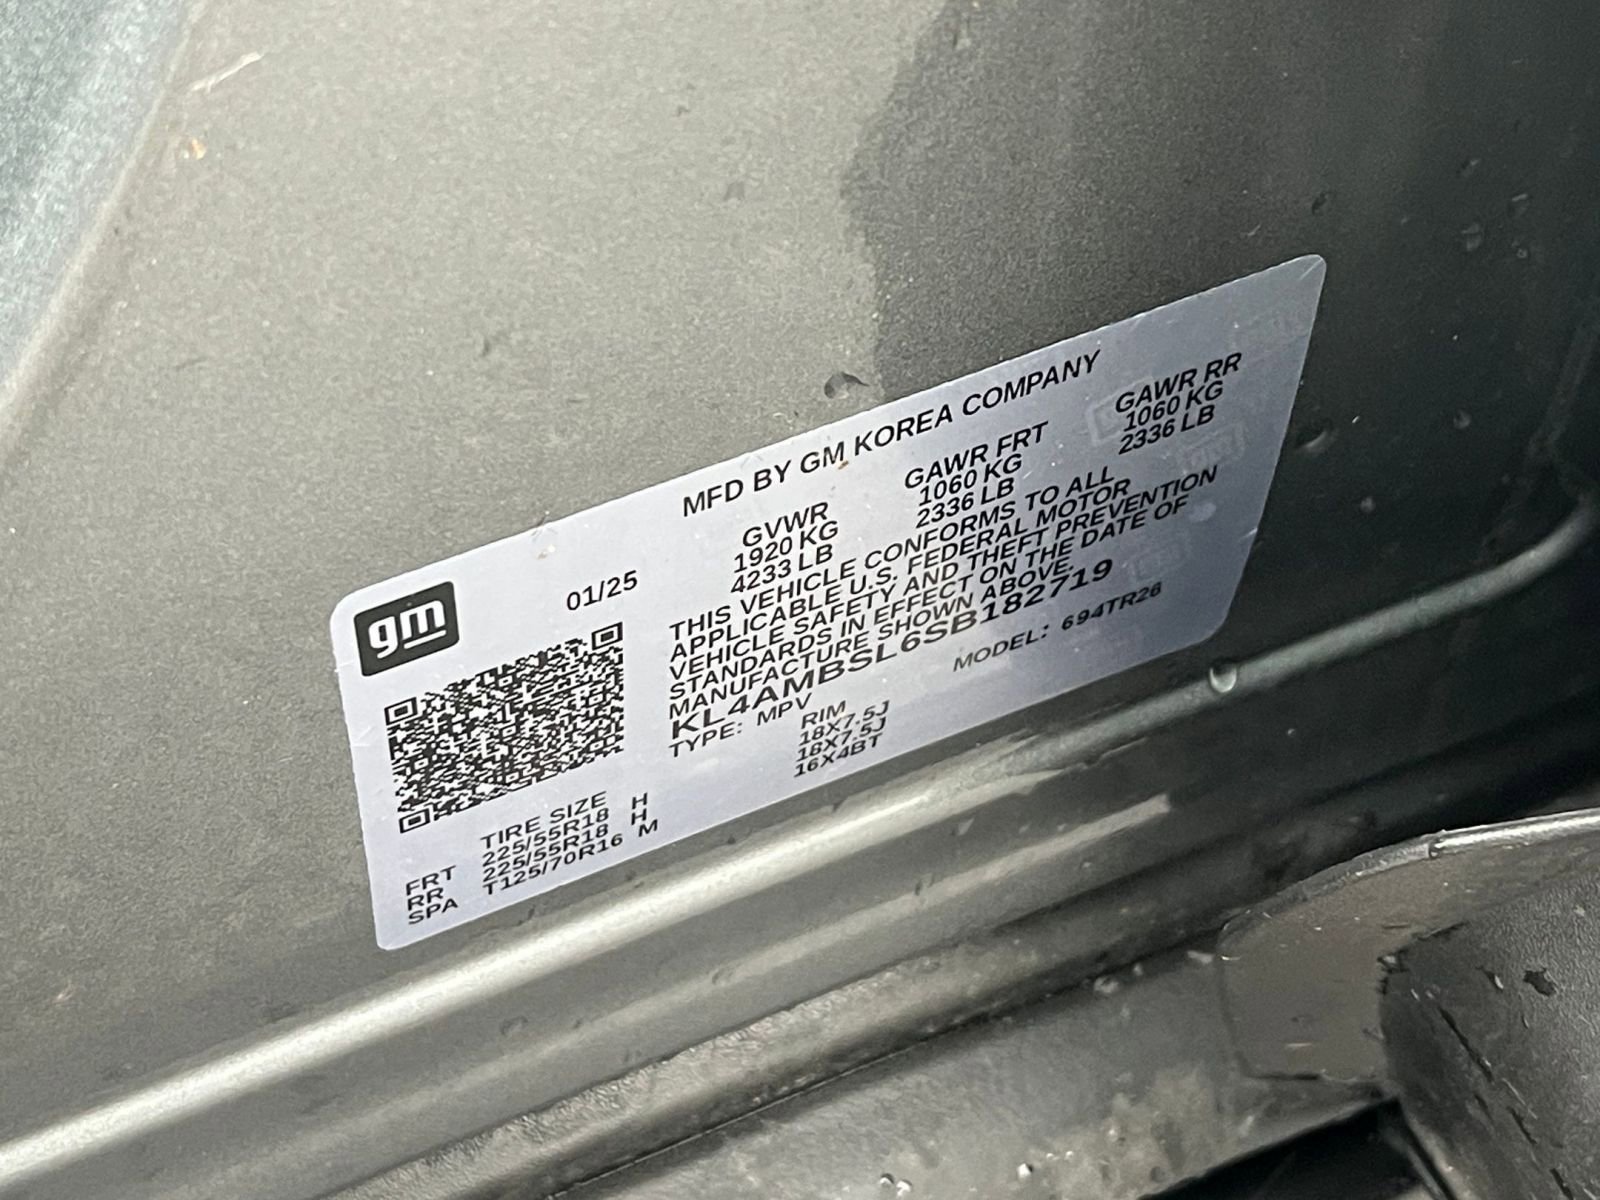 MFD BY GM KOREA COMPANY
gm
01/25
GVWR GAWR FRT GAWR RR
1920 KG 1060 KG 1060 KG
4233 LB 2336 LB 2336 LB
THIS VEHICLE CONFORMS TO ALL
APPLICABLE U.S. FEDERAL MOTOR
VEHICLE SAFETY AND THEFT PREVENTION
STANDARDS IN EFFECT ON THE DATE OF
MANUFACTURE SHOWN ABOVE.
KL4AMBSL6SB182719
TYPE: MPV MODEL: 694TR26
TIRE SIZE RIM
FRT 225/55R18 H 18X7.5J
RR 225/55R18 H 18X7.5J
SPA T125/70R16 M 16X4BT